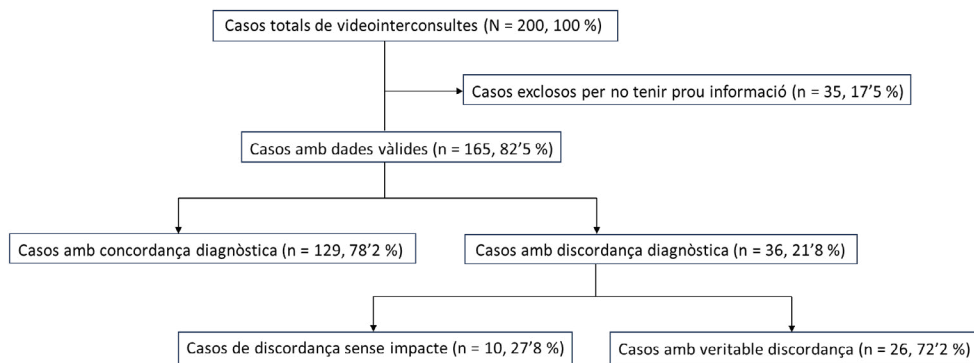 Casos totals de videointerconsultes (N = 200, 100 %)
Casos exclosos per no tenir prou informació (n = 35, 17’5 %)
Casos amb dades vàlides (n = 165, 82’5 %)
Casos amb concordança diagnòstica (n = 129, 78’2 %)
Casos amb discordança diagnòstica (n = 36, 21’8 %)
Casos de discordança sense impacte (n = 10, 27’8 %)
Casos amb veritable discordança (n = 26, 72’2 %)